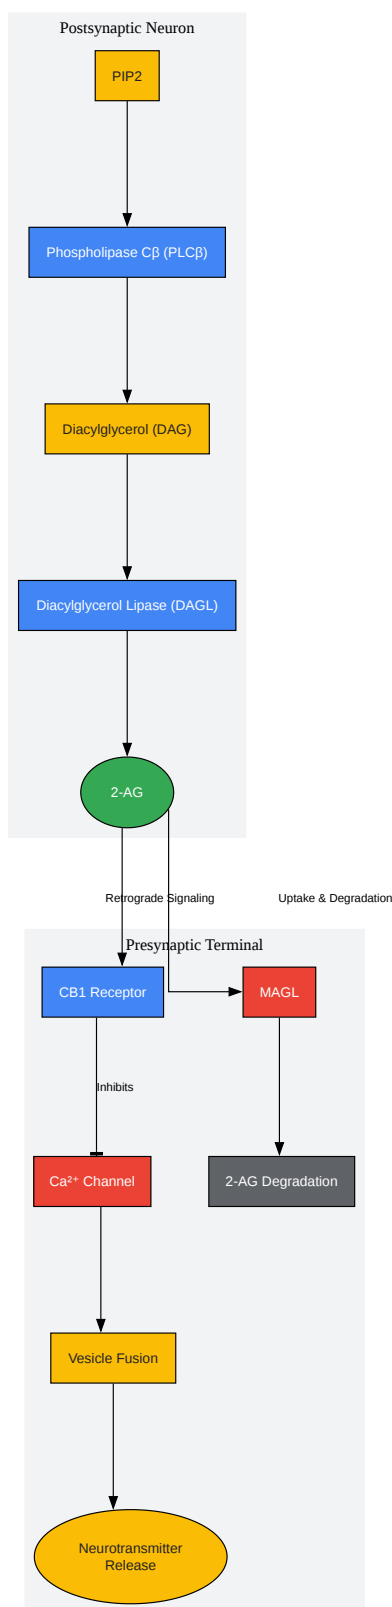 Postsynaptic Neuron
PIP2
Phospholipase Cβ (PLCβ)
Diacylglycerol (DAG)
Diacylglycerol Lipase (DAGL)
2-AG
Retrograde Signaling
Uptake & Degradation
Presynaptic Terminal
CB1 Receptor
MAGL
Inhibits
Ca²⁺ Channel
2-AG Degradation
Vesicle Fusion
Neurotransmitter
Release